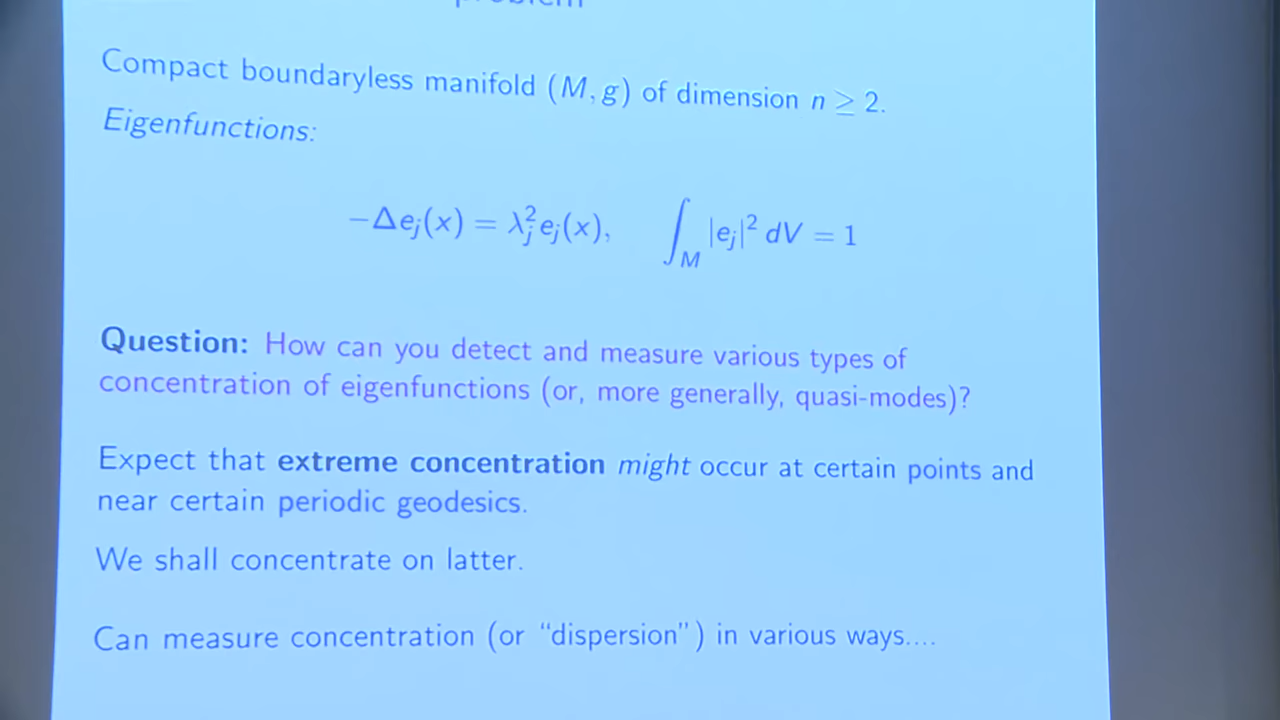 Compact boundaryless manifold (M, g) of dimension n ≥ 2.
Eigenfunctions:
−Δe_j(x) = λ_j^2 e_j(x), ∫_M |e_j|^2 dV = 1
Question: How can you detect and measure various types of
concentration of eigenfunctions (or, more generally, quasi-modes)?
Expect that extreme concentration might occur at certain points and
near certain periodic geodesics.
We shall concentrate on latter.
Can measure concentration (or “dispersion”) in various ways....